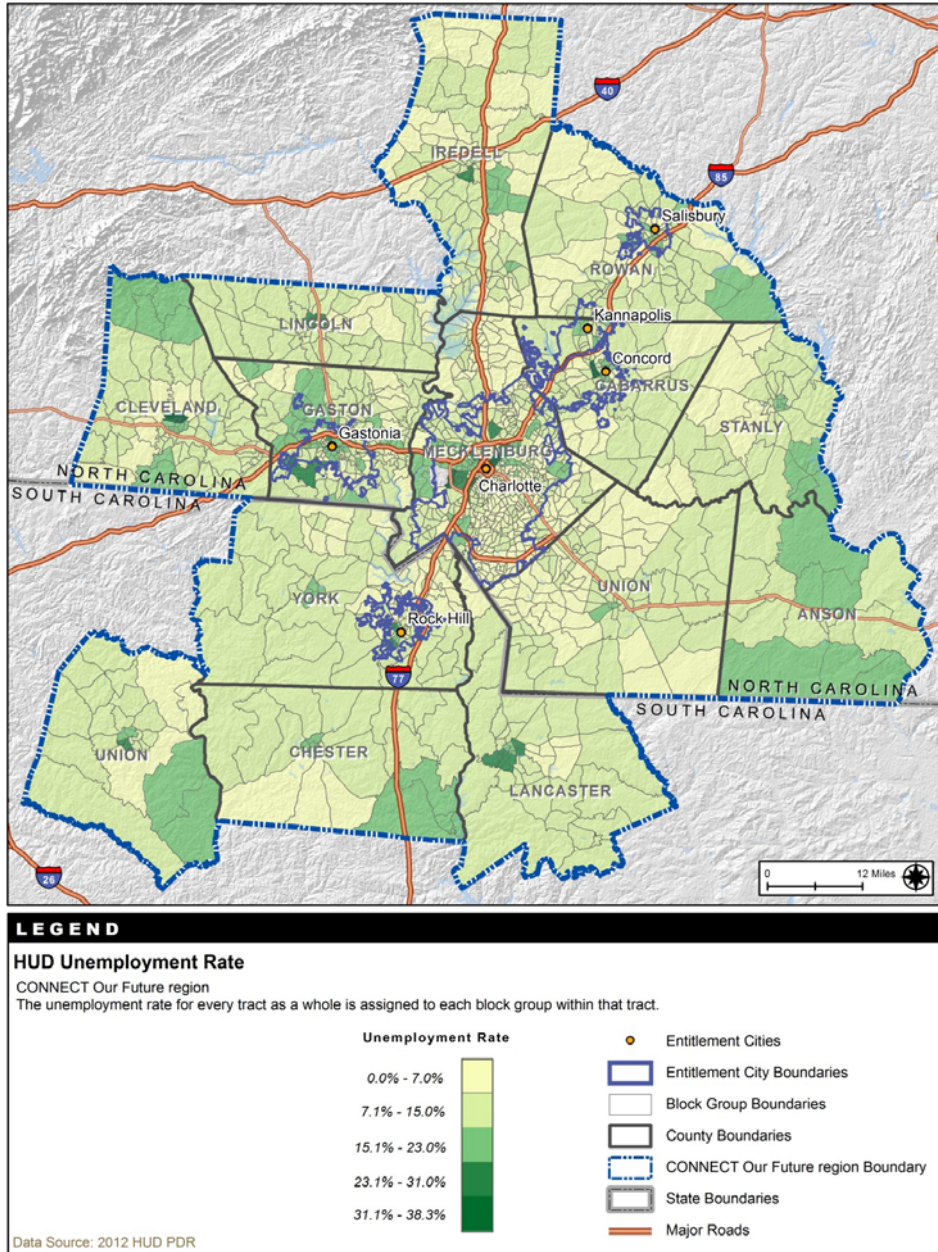 40
IREDELL
85
Salisbury
ROWAN
Kannapolis
LINCOLN
Concord
CABARRUS
CLEVELAND
GASTON
STANLY
Gastonia
MECKLENBURG
Charlotte
NORTH CAROLINA
SOUTH CAROLINA
UNION
YORK
ANSON
Rock Hill
77
NORTH CAROLINA
SOUTH CAROLINA
UNION
CHESTER
LANCASTER
26
0 12 Miles
LEGEND
HUD Unemployment Rate
CONNECT Our Future region
The unemployment rate for every tract as a whole is assigned to each block group within that tract.
Unemployment Rate
0.0% - 7.0%
7.1% - 15.0%
15.1% - 23.0%
23.1% - 31.0%
31.1% - 38.3%
Entitlement Cities
Entitlement City Boundaries
Block Group Boundaries
County Boundaries
CONNECT Our Future region Boundary
State Boundaries
Major Roads
Data Source: 2012 HUD PDR